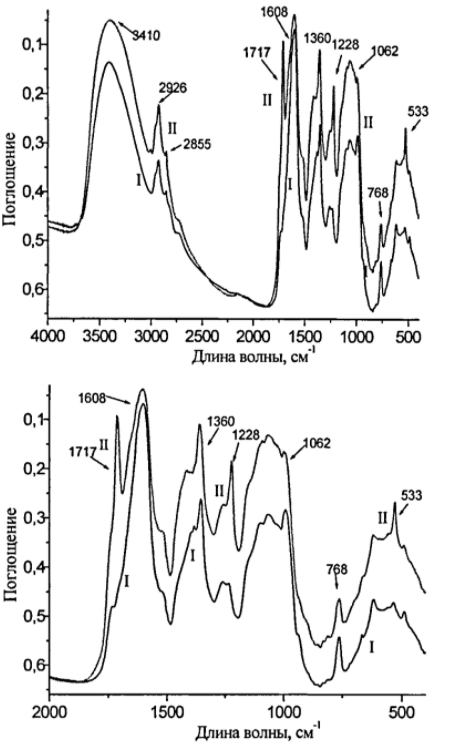 1608
1360
3410
1717
1228
1062
2926
II
II
533
II
2855
I
I
768
0,1
0,2
0,3
0,4
0,5
0,6
Поглощение
4000 3500 3000 2500 2000 1500 1000 500
Длина волны, см⁻¹
1608
1360
1228
1062
1717
II
II
533
II
I
I
768
I
0,1
0,2
0,3
0,4
0,5
0,6
Поглощение
2000 1500 1000 500
Длина волны, см⁻¹